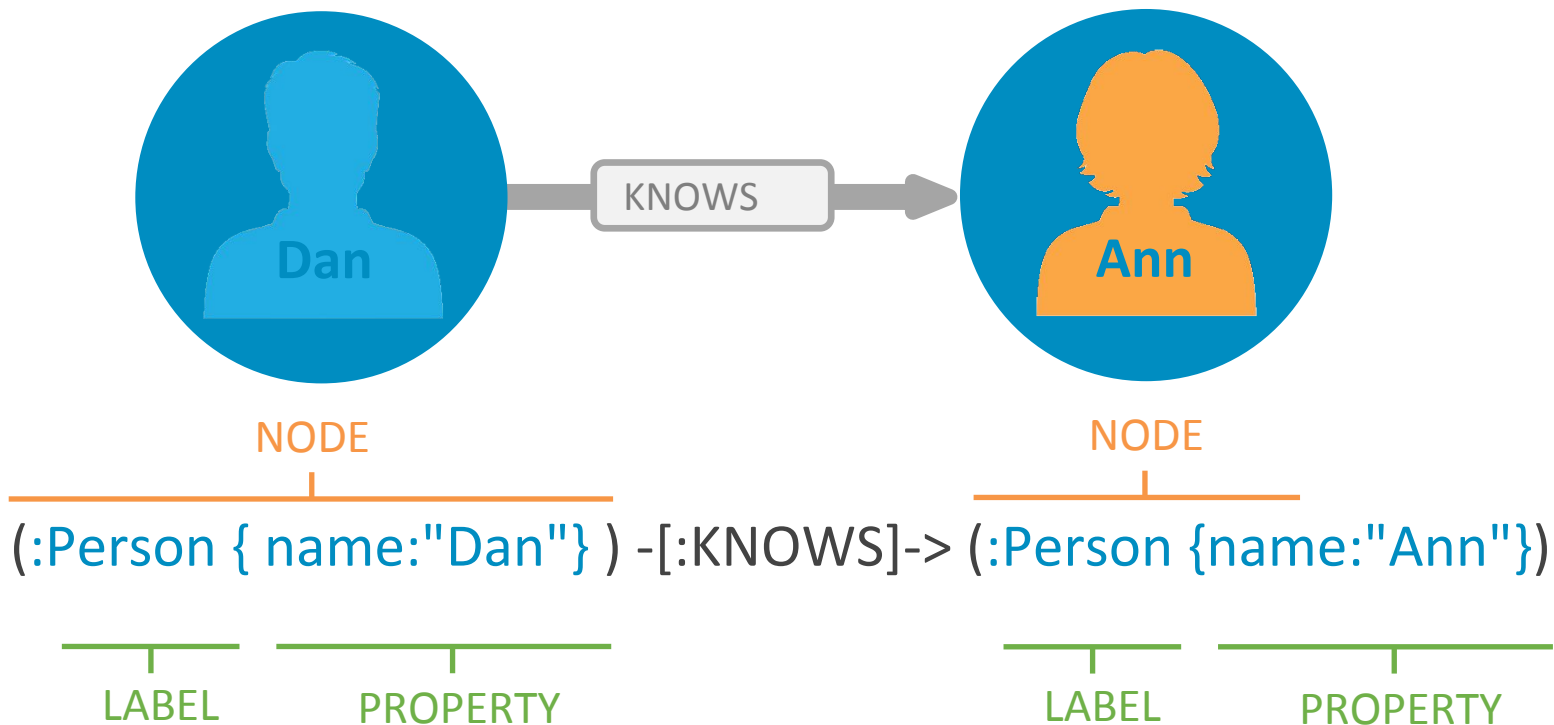 KNOWS
Dan
Ann
NODE NODE
(:Person { name:"Dan"} ) -[:KNOWS]-> (:Person {name:"Ann"})
LABEL PROPERTY LABEL PROPERTY